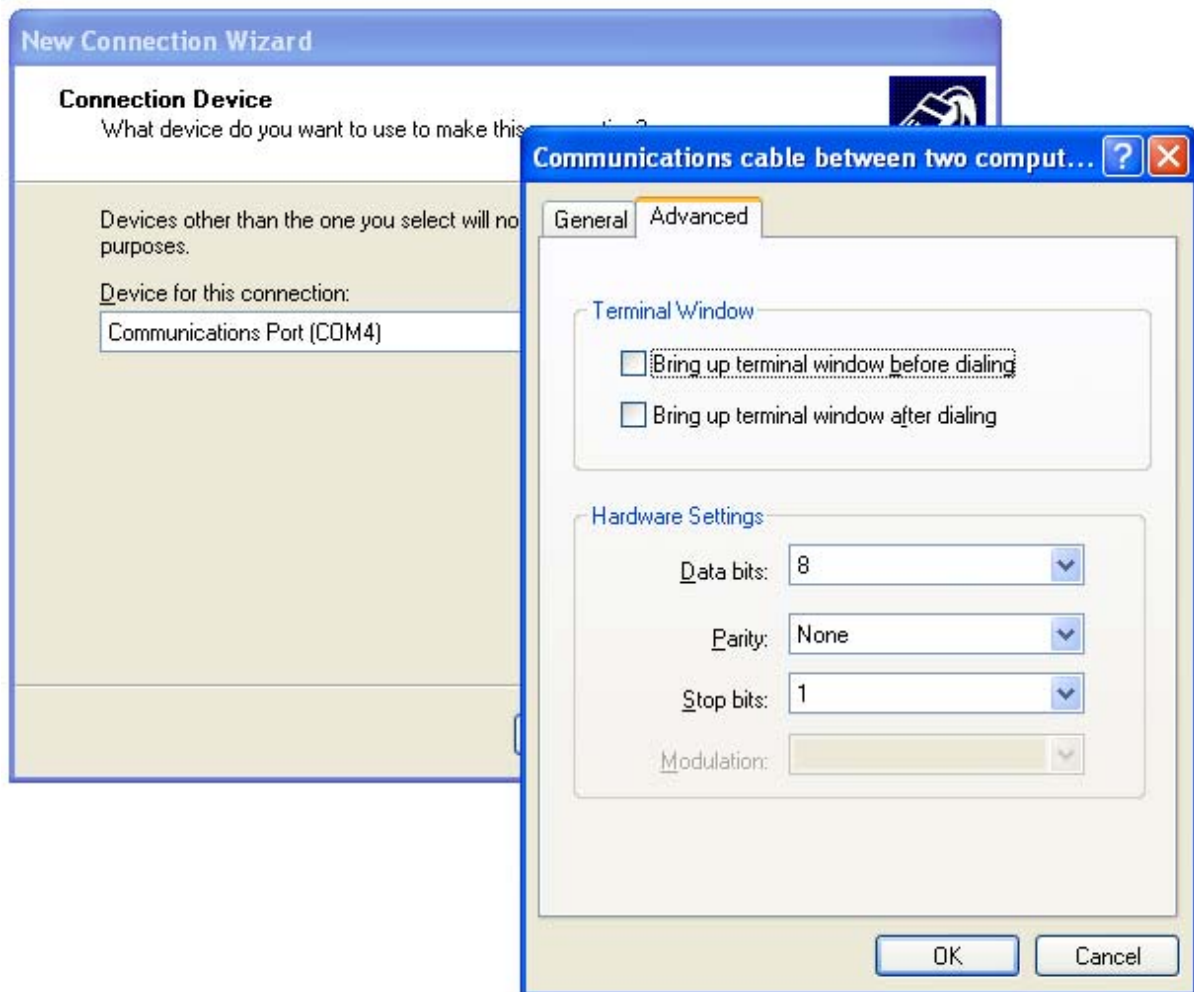 New Connection Wizard
Connection Device
What device do you want to use to make this
Devices other than the one you select will no
purposes.
Device for this connection:
Communications Port (COM4)
Communications cable between two comput...
General
Advanced
Terminal Window
Bring up terminal window before dialing
Bring up terminal window after dialing
Hardware Settings
Data bits: 8
Parity: None
Stop bits: 1
Modulation:
OK
Cancel